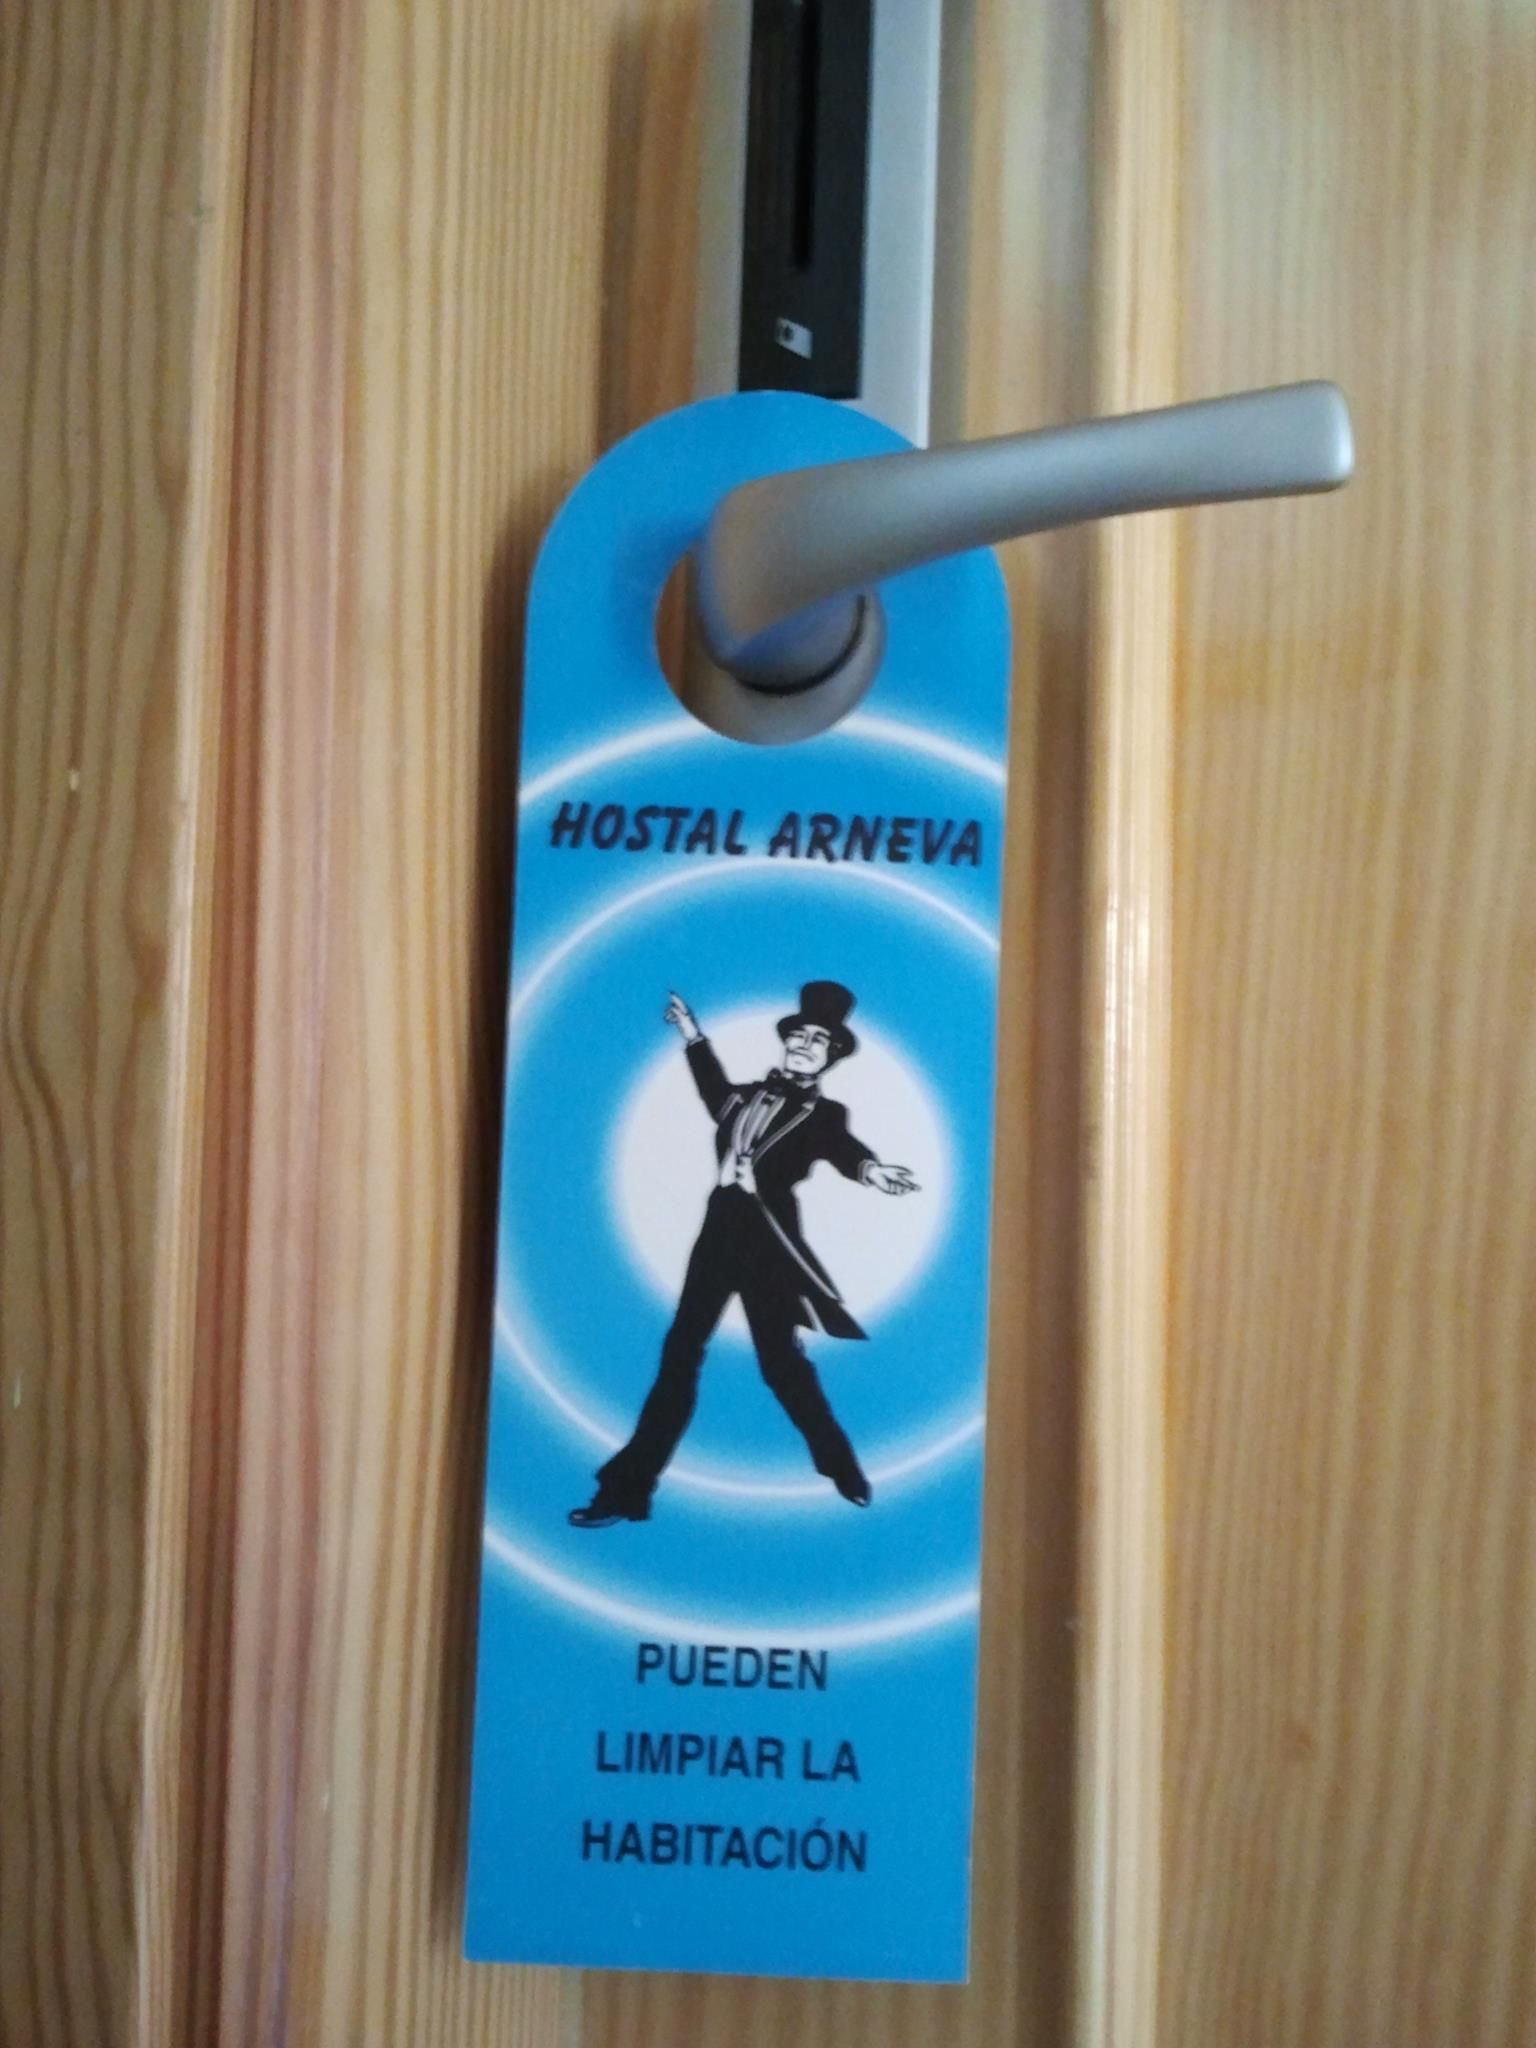 HOSTAL ARNEVA
PUEDEN
LIMPIAR LA
HABITACIÓN